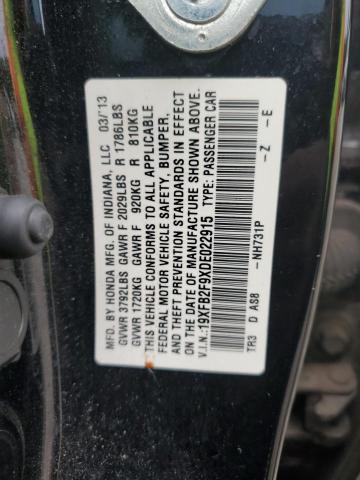 MFD. BY HONDA MFG. OF INDIANA, LLC 03/13
GVWR 3792LBS GAWR F 2029LBS R 1786LBS
GVWR 1720KG GAWR F 920KG R 810KG
THIS VEHICLE CONFORMS TO ALL APPLICABLE
FEDERAL MOTOR VEHICLE SAFETY, BUMPER,
AND THEFT PREVENTION STANDARDS IN EFFECT
ON THE DATE OF MANUFACTURE SHOWN ABOVE.
V.I.N.:19XFB2F9XDE022915 TYPE: PASSENGER CAR
TR3 D AS8 -NH731P -Z -E